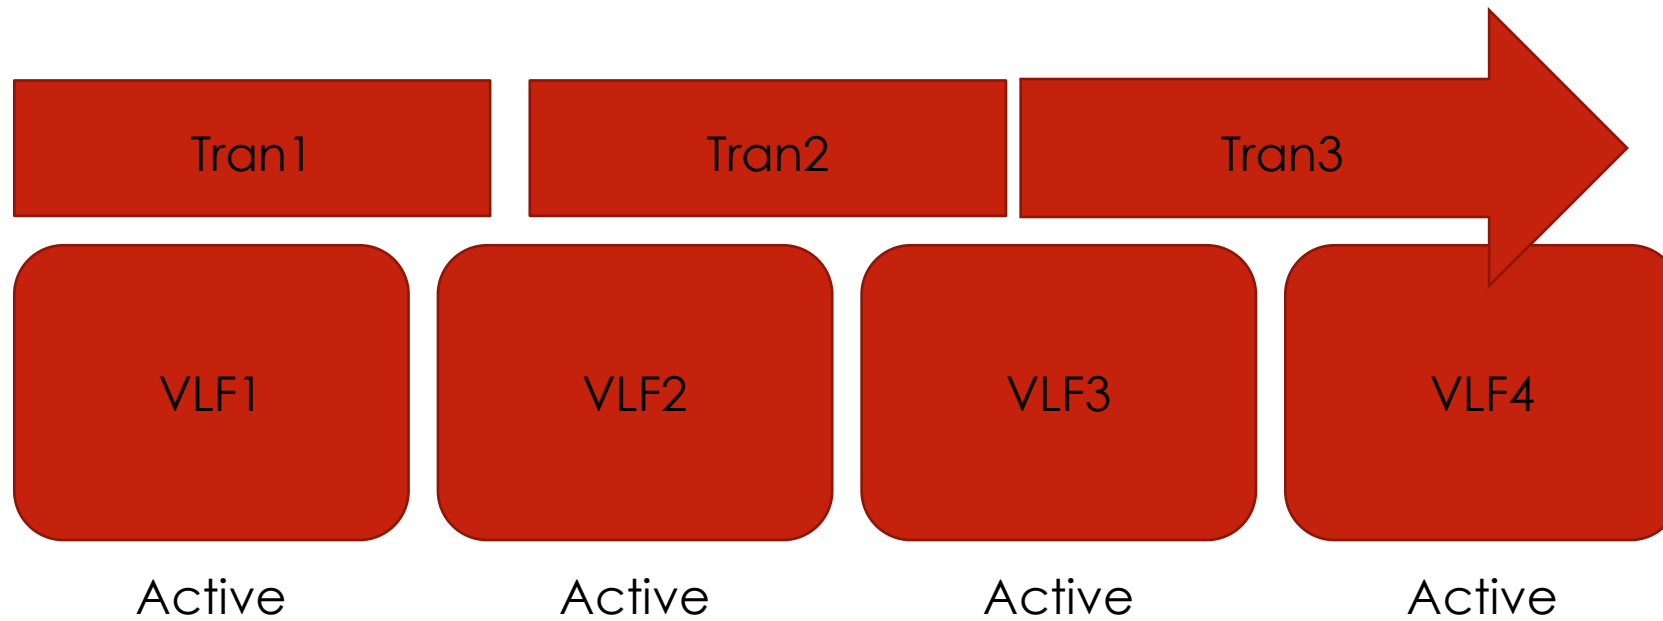 Tran1 Tran2 Tran3
VLF1 VLF2 VLF3 VLF4
Active Active Active Active